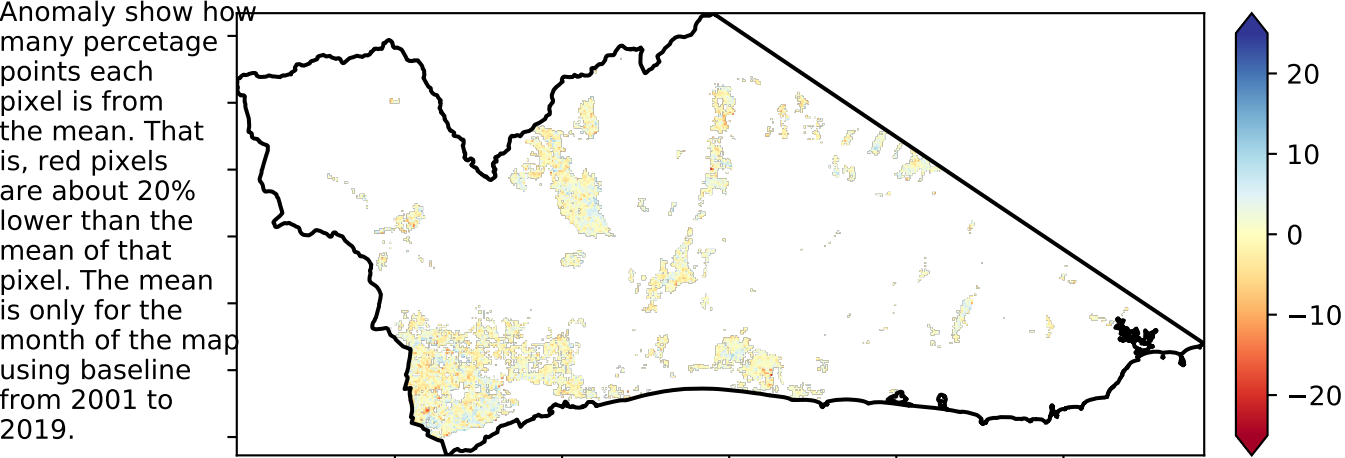 Anomaly show how
many percetage
points each
pixel is from
the mean. That
is, red pixels
are about 20%
lower than the
mean of that
pixel. The mean
is only for the
month of the map
using baseline
from 2001 to
2019.
20
10
0
−10
−20